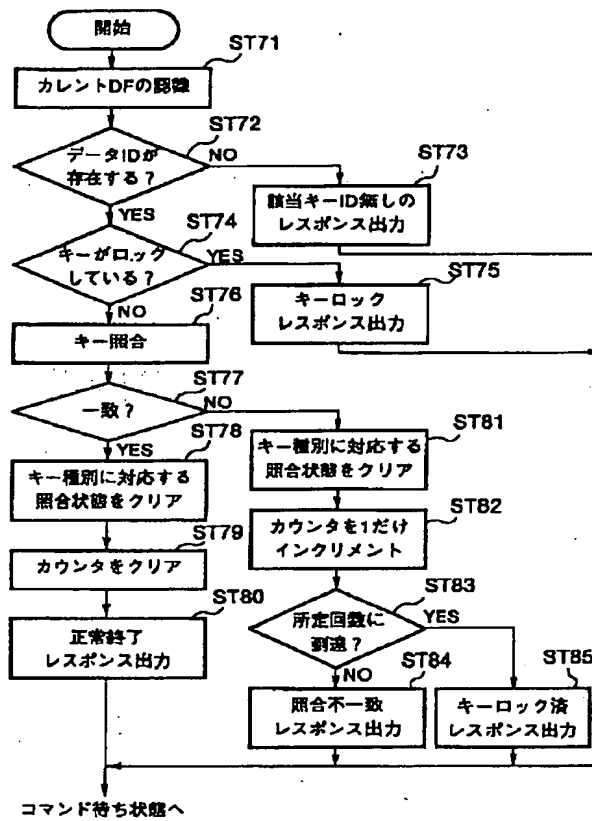 開始
ST71
カレントDFの認識
ST72
データIDが
存在する？
NO
YES
ST73
該当キーID無しの
レスポンス出力
ST74
キーがロック
している？
YES
NO
ST75
キーロック
レスポンス出力
ST76
キー照合
ST77
一致？
NO
YES
ST78
キー種別に対応する
照合状態をクリア
ST79
カウンタをクリア
ST80
正常終了
レスポンス出力
ST81
キー種別に対応する
照合状態をクリア
ST82
カウンタを1だけ
インクリメント
ST83
所定回数に
到達？
YES
NO
ST84
照合不一致
レスポンス出力
ST85
キーロック済
レスポンス出力
コマンド待ち状態へ